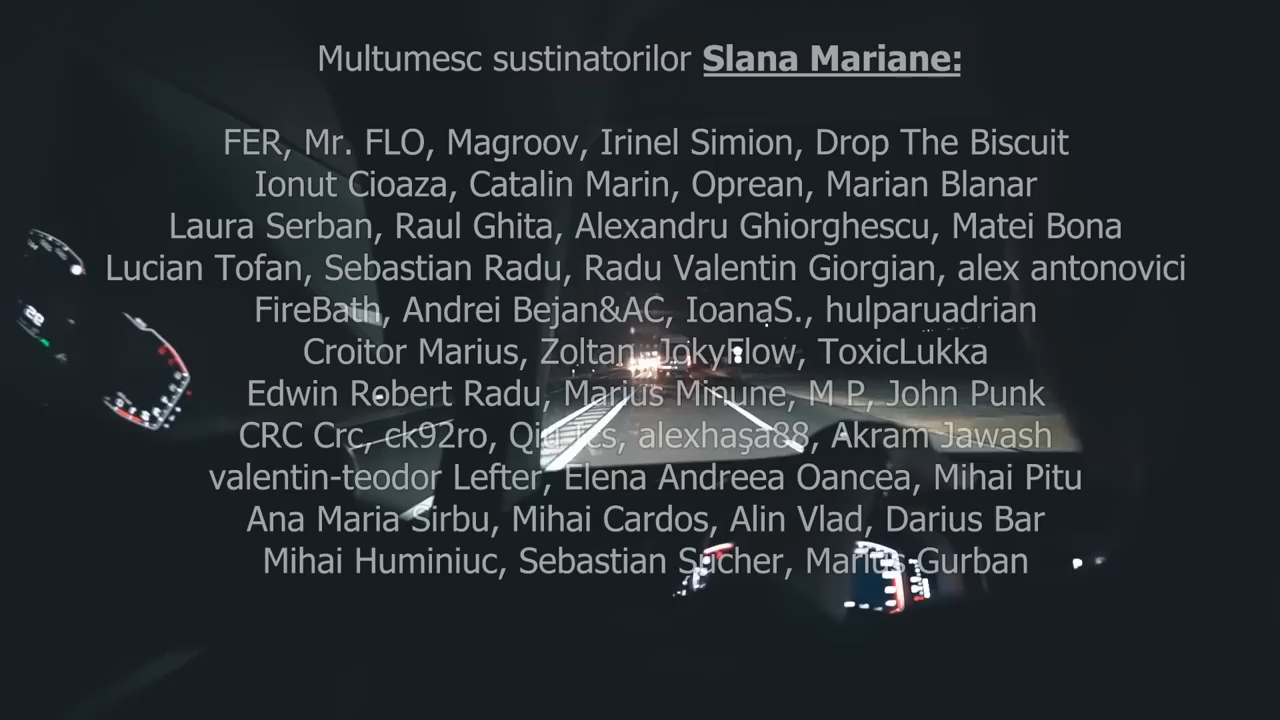 Multumesc sustinatorilor Slana Mariane:
FER, Mr. FLO, Magroov, Irinel Simion, Drop The Biscuit
Ionut Cioaza, Catalin Marin, Oprean, Marian Blanar
Laura Serban, Raul Ghita, Alexandru Ghiorghescu, Matei Bona
Lucian Tofan, Sebastian Radu, Radu Valentin Giorgian, alex antonovici
FireBath, Andrei Bejan&AC, IoanaS., hulparuadrian
Croitor Marius, Zoltan, JokyFlow, ToxicLukka
Edwin Robert Radu, Marius Minune, M P, John Punk
CRC Crc, ck92ro, alexhaşa88, Akram Jawash
valentin-teodor Lefter, Elena Andreea Oancea, Mihai Pitu
Ana Maria Sirbu, Mihai Cardos, Alin Vlad, Darius Bar
Mihai Huminiuc, Sebastian Sucher, Marius Gurban